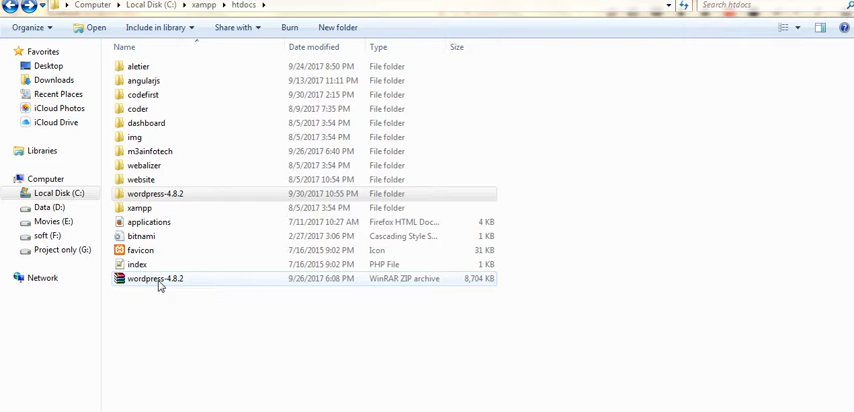 Computer Local Disk (C:) xampp htdocs Search htdocs
Organize Open Include in library Share with Burn New folder
Name Date modified Type Size
Favorites
Desktop
Downloads
Recent Places
iCloud Photos
iCloud Drive
Libraries
Computer
Local Disk (C:)
Data (D:)
Movies (E:)
soft (F:)
Project only (G:)
Network
aletier 9/24/2017 8:50 PM File folder
angularjs 9/13/2017 11:11 PM File folder
codefirst 9/30/2017 2:15 PM File folder
coder 8/9/2017 7:35 PM File folder
dashboard 8/5/2017 3:54 PM File folder
img 8/5/2017 3:54 PM File folder
m3ainfotech 9/26/2017 6:40 PM File folder
webalizer 8/5/2017 3:54 PM File folder
website 8/5/2017 10:54 PM File folder
wordpress-4.8.2 9/30/2017 10:55 PM File folder
xampp 8/5/2017 3:54 PM File folder
applications 7/11/2017 10:27 AM Firefox HTML Doc... 4 KB
bitnami 2/27/2017 3:06 PM Cascading Style S... 1 KB
favicon 7/16/2015 9:02 PM Icon 31 KB
index 7/16/2015 9:02 PM PHP File 1 KB
wordpress-4.8.2 9/26/2017 6:08 PM WinRAR ZIP archive 8,704 KB